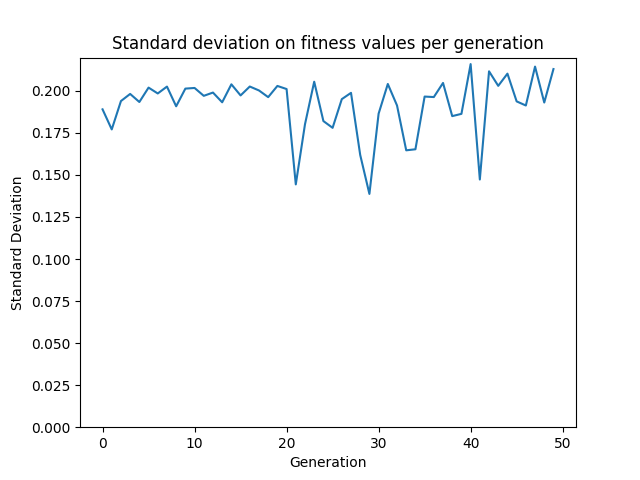 Standard deviation on fitness values per generation
0.200
0.175
0.150
0.125
0.100
0.075
0.050
0.025
0.000
Standard Deviation
0 10 20 30 40 50
Generation